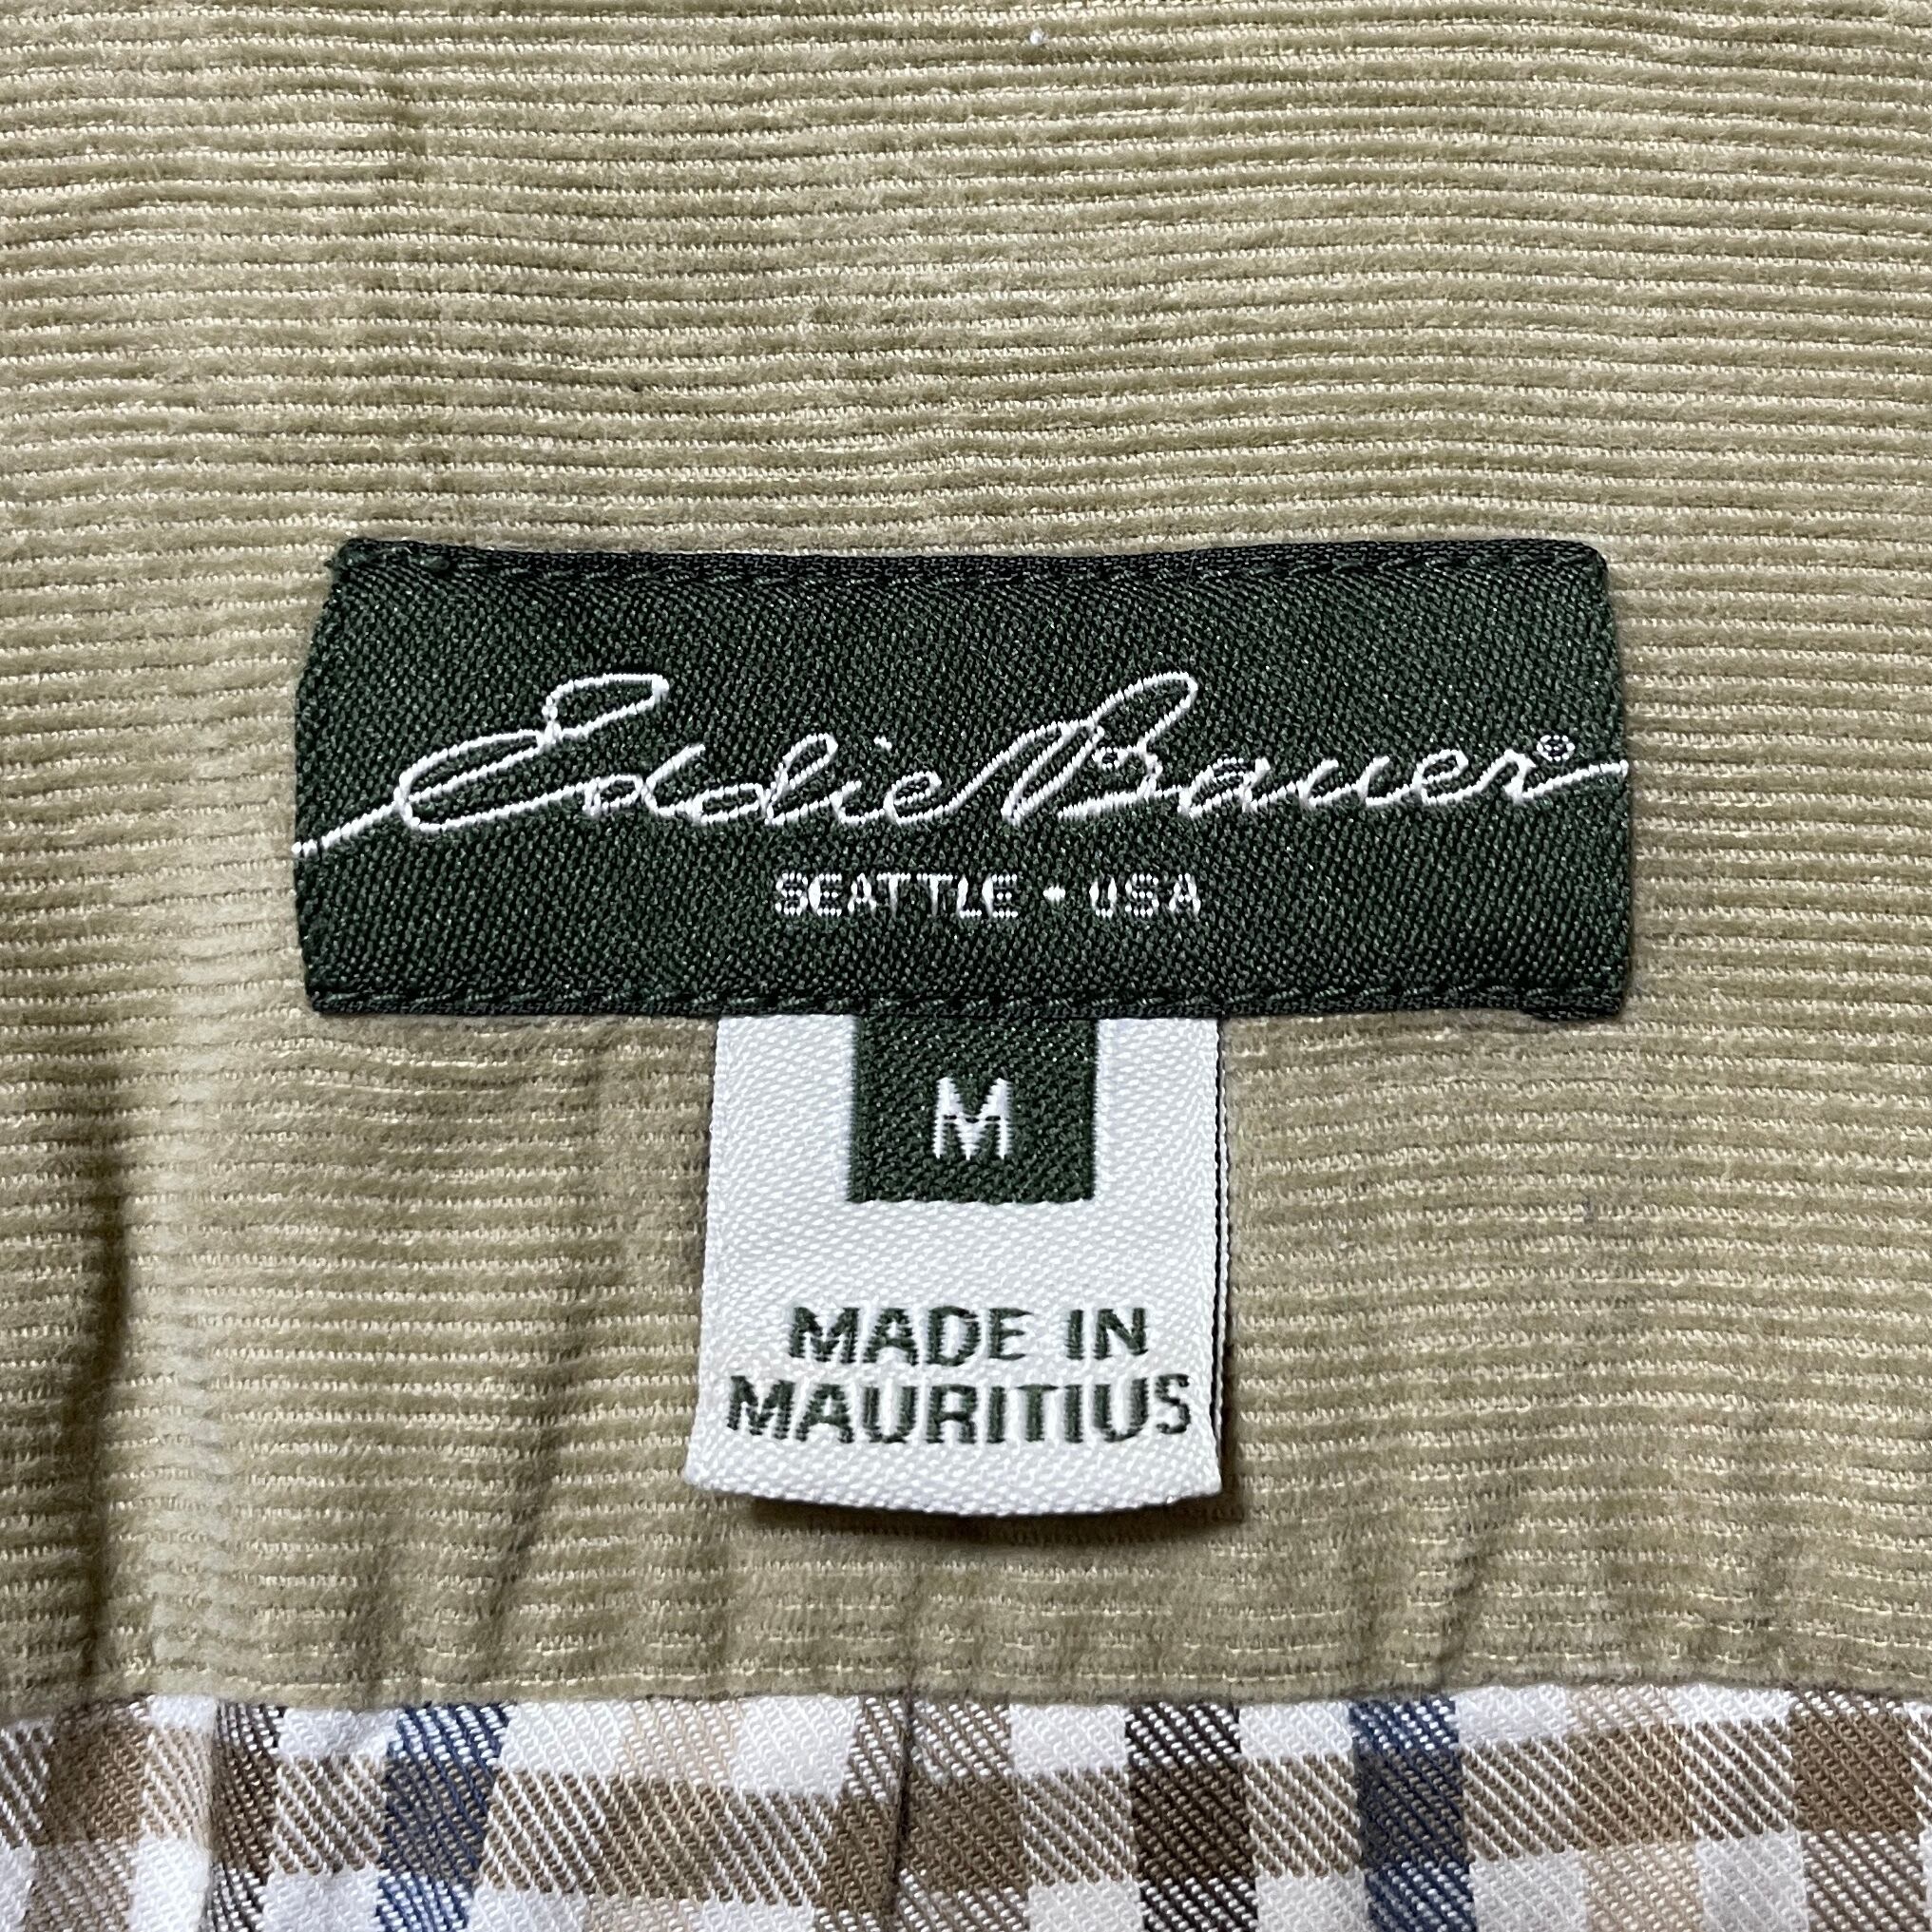 Eddie Bauer®
SEATTLE • USA
M
MADE IN
MAURITIUS